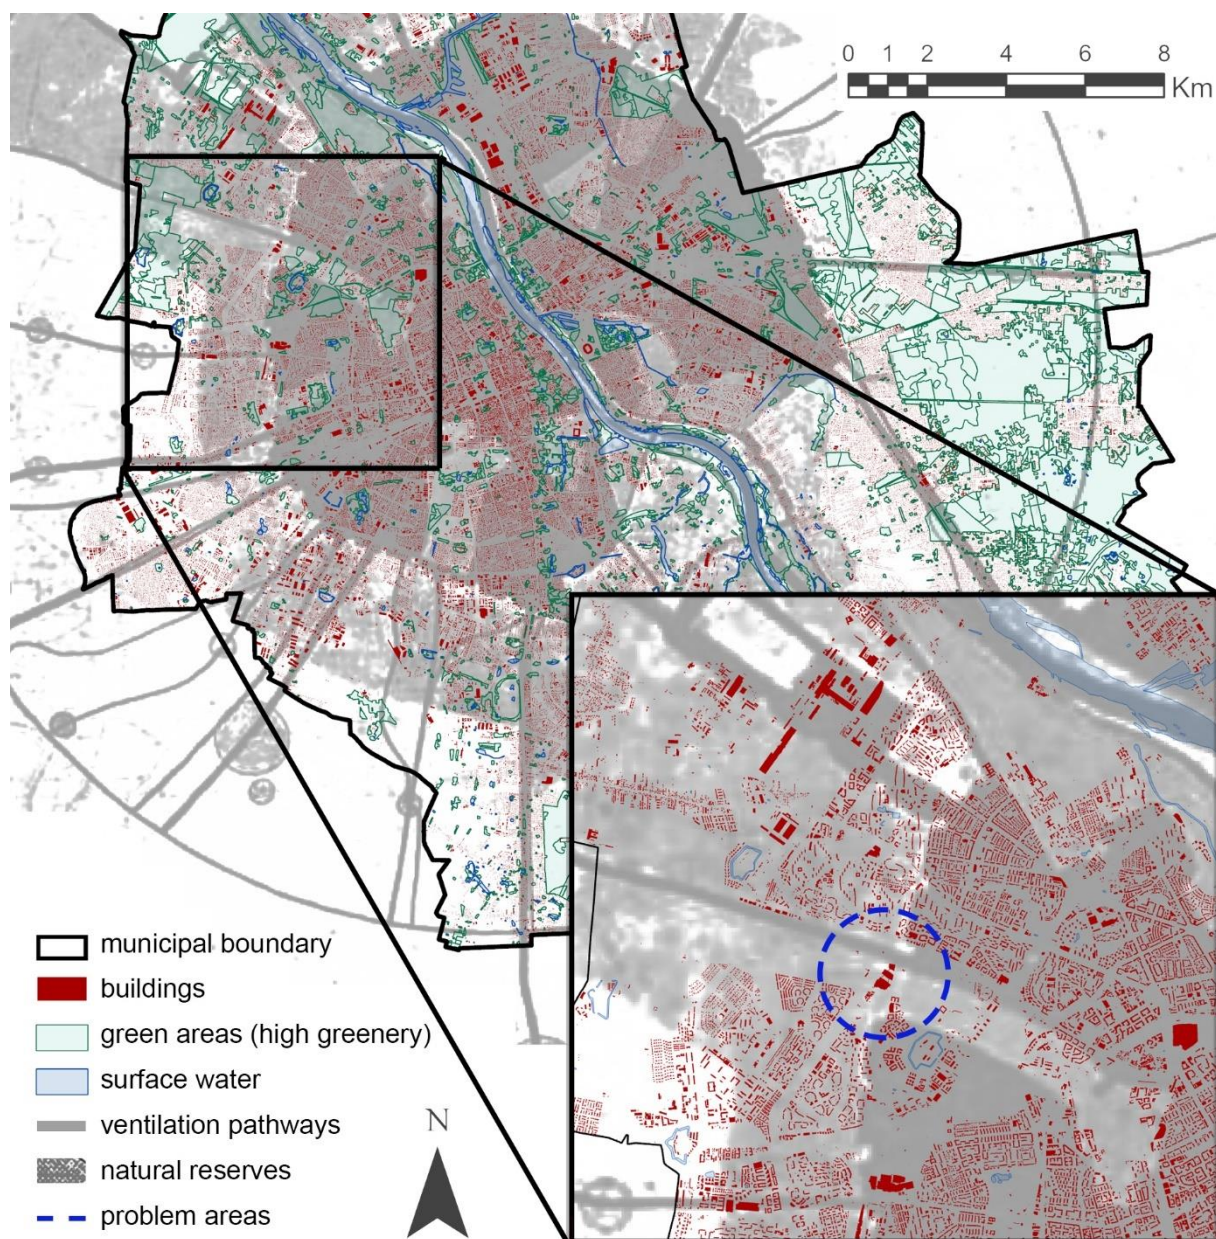 0 1 2 4 6 8
Km
municipal boundary
buildings
green areas (high greenery)
surface water
ventilation pathways
natural reserves
problem areas
N